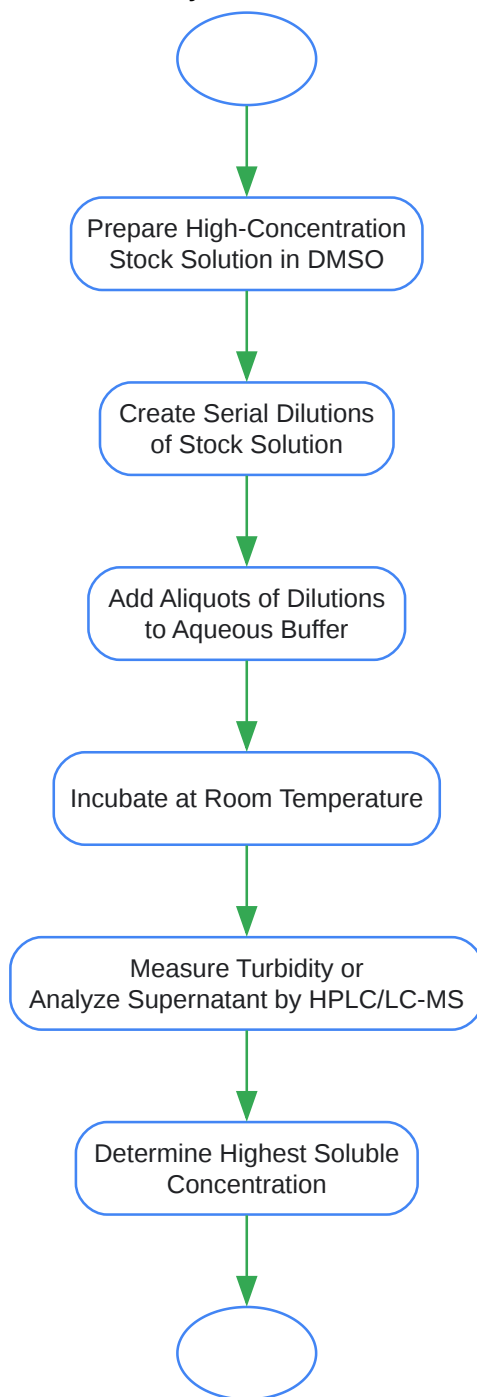 Prepare High-Concentration
Stock Solution in DMSO
Create Serial Dilutions
of Stock Solution
Add Aliquots of Dilutions
to Aqueous Buffer
Incubate at Room Temperature
Measure Turbidity or
Analyze Supernatant by HPLC/LC-MS
Determine Highest Soluble
Concentration